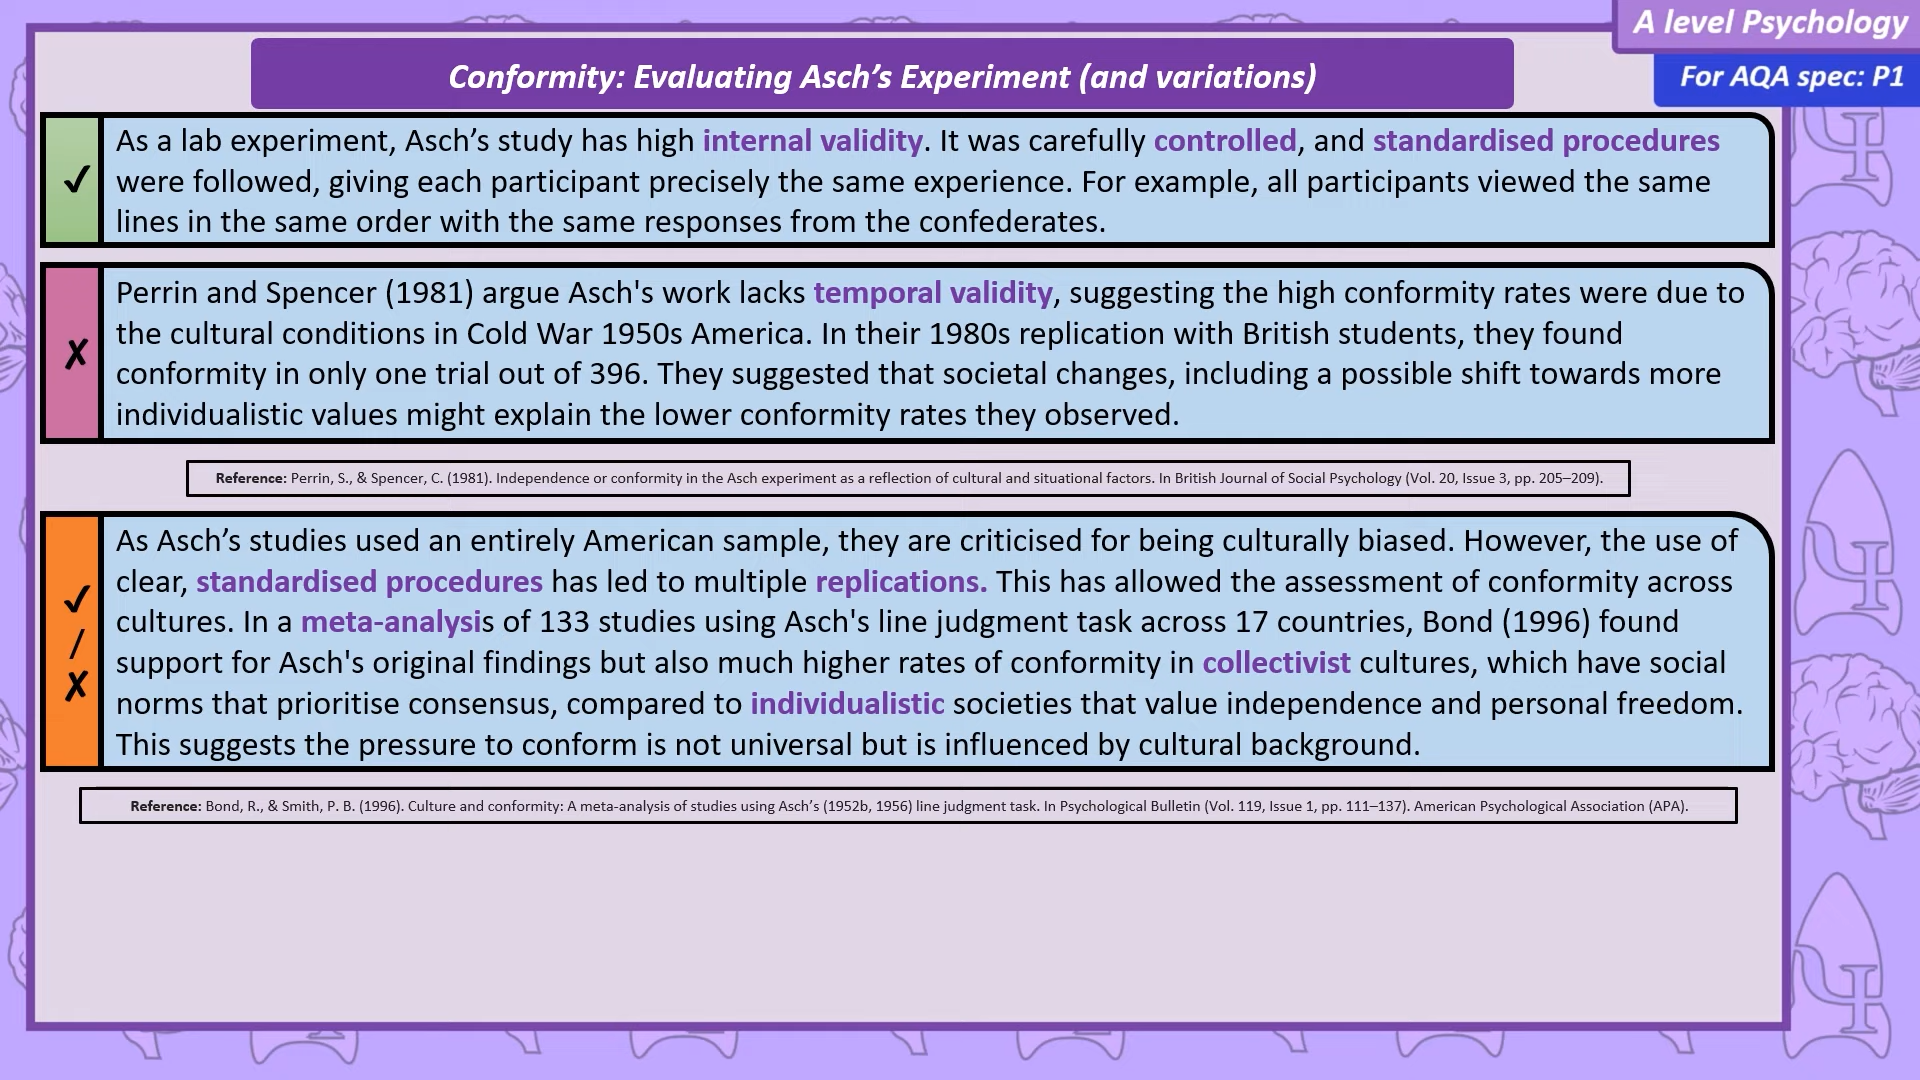 A level Psychology
For AQA spec: P1
Conformity: Evaluating Asch’s Experiment (and variations)
✓
As a lab experiment, Asch’s study has high internal validity. It was carefully controlled, and standardised procedures
were followed, giving each participant precisely the same experience. For example, all participants viewed the same
lines in the same order with the same responses from the confederates.
✗
Perrin and Spencer (1981) argue Asch's work lacks temporal validity, suggesting the high conformity rates were due to
the cultural conditions in Cold War 1950s America. In their 1980s replication with British students, they found
conformity in only one trial out of 396. They suggested that societal changes, including a possible shift towards more
individualistic values might explain the lower conformity rates they observed.
Reference: Perrin, S., & Spencer, C. (1981). Independence or conformity in the Asch experiment as a reflection of cultural and situational factors. In British Journal of Social Psychology (Vol. 20, Issue 3, pp. 205–209).
✓
/
✗
As Asch’s studies used an entirely American sample, they are criticised for being culturally biased. However, the use of
clear, standardised procedures has led to multiple replications. This has allowed the assessment of conformity across
cultures. In a meta-analysis of 133 studies using Asch's line judgment task across 17 countries, Bond (1996) found
support for Asch's original findings but also much higher rates of conformity in collectivist cultures, which have social
norms that prioritise consensus, compared to individualistic societies that value independence and personal freedom.
This suggests the pressure to conform is not universal but is influenced by cultural background.
Reference: Bond, R., & Smith, P. B. (1996). Culture and conformity: A meta-analysis of studies using Asch’s (1952b, 1956) line judgment task. In Psychological Bulletin (Vol. 119, Issue 1, pp. 111–137). American Psychological Association (APA).